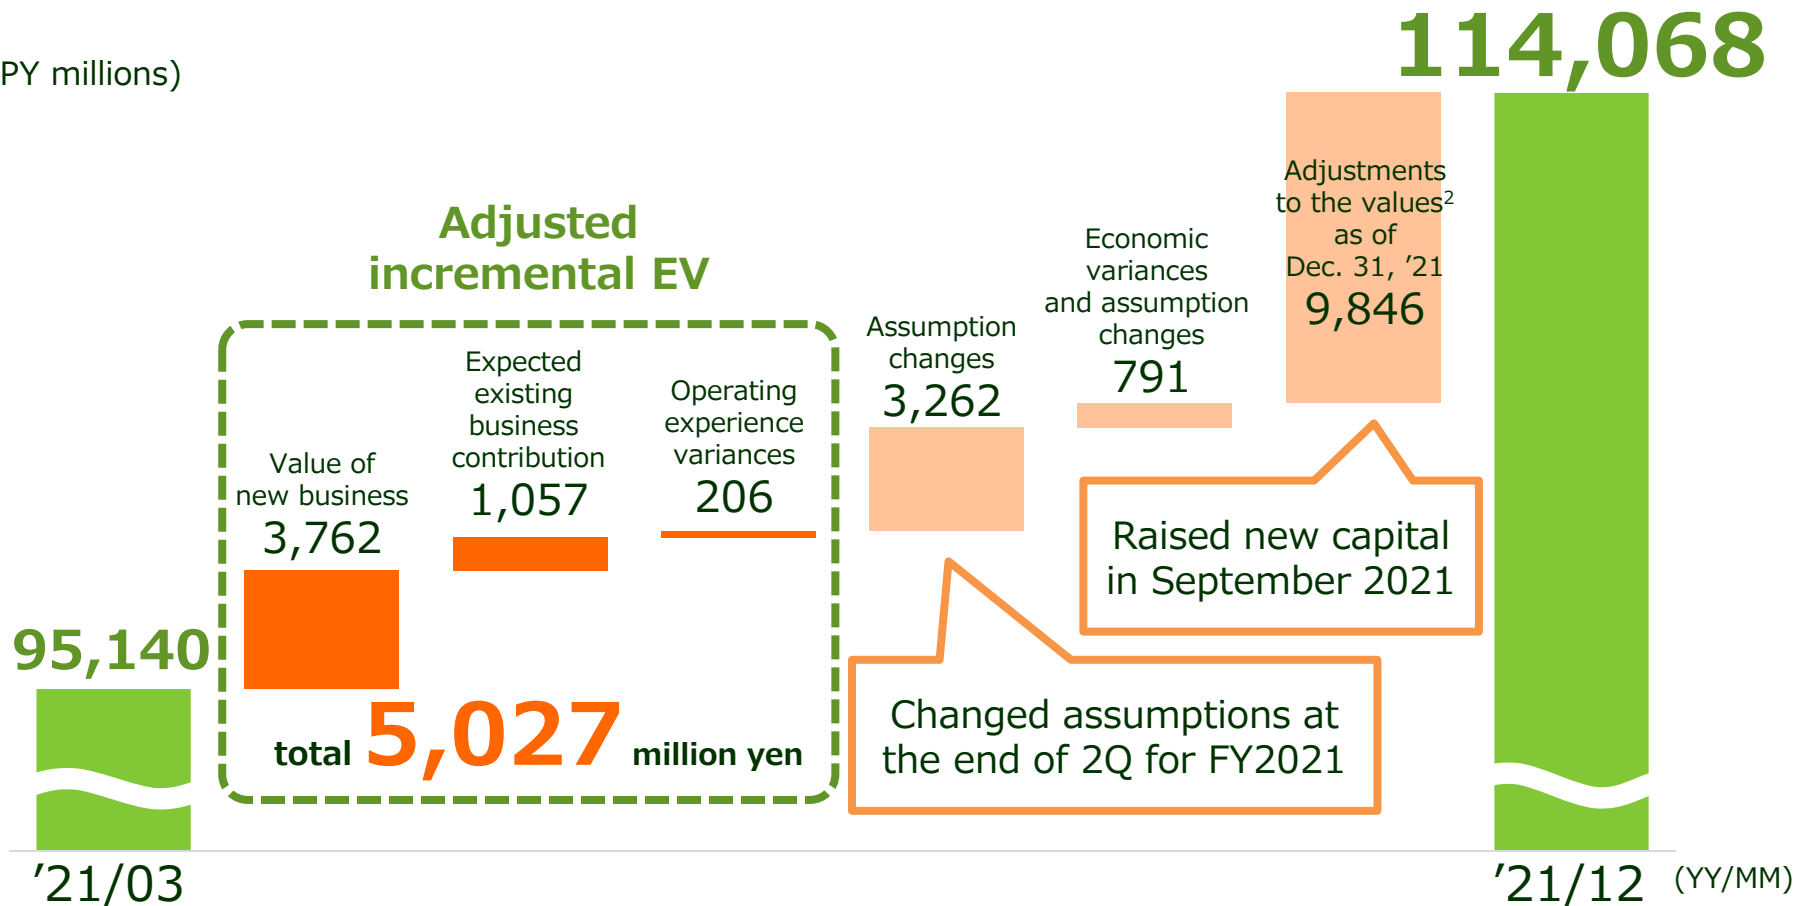 PY millions)
114,068
Adjusted
incremental EV
95,140
Value of
new business
3,762
Expected
existing
business
contribution
1,057
Operating
experience
variances
206
total 5,027 million yen
Assumption
changes
3,262
Economic
variances
and assumption
changes
791
Adjustments
to the values2
as of
Dec. 31, ’21
9,846
Raised new capital
in September 2021
Changed assumptions at
the end of 2Q for FY2021
’21/03
’21/12
(YY/MM)